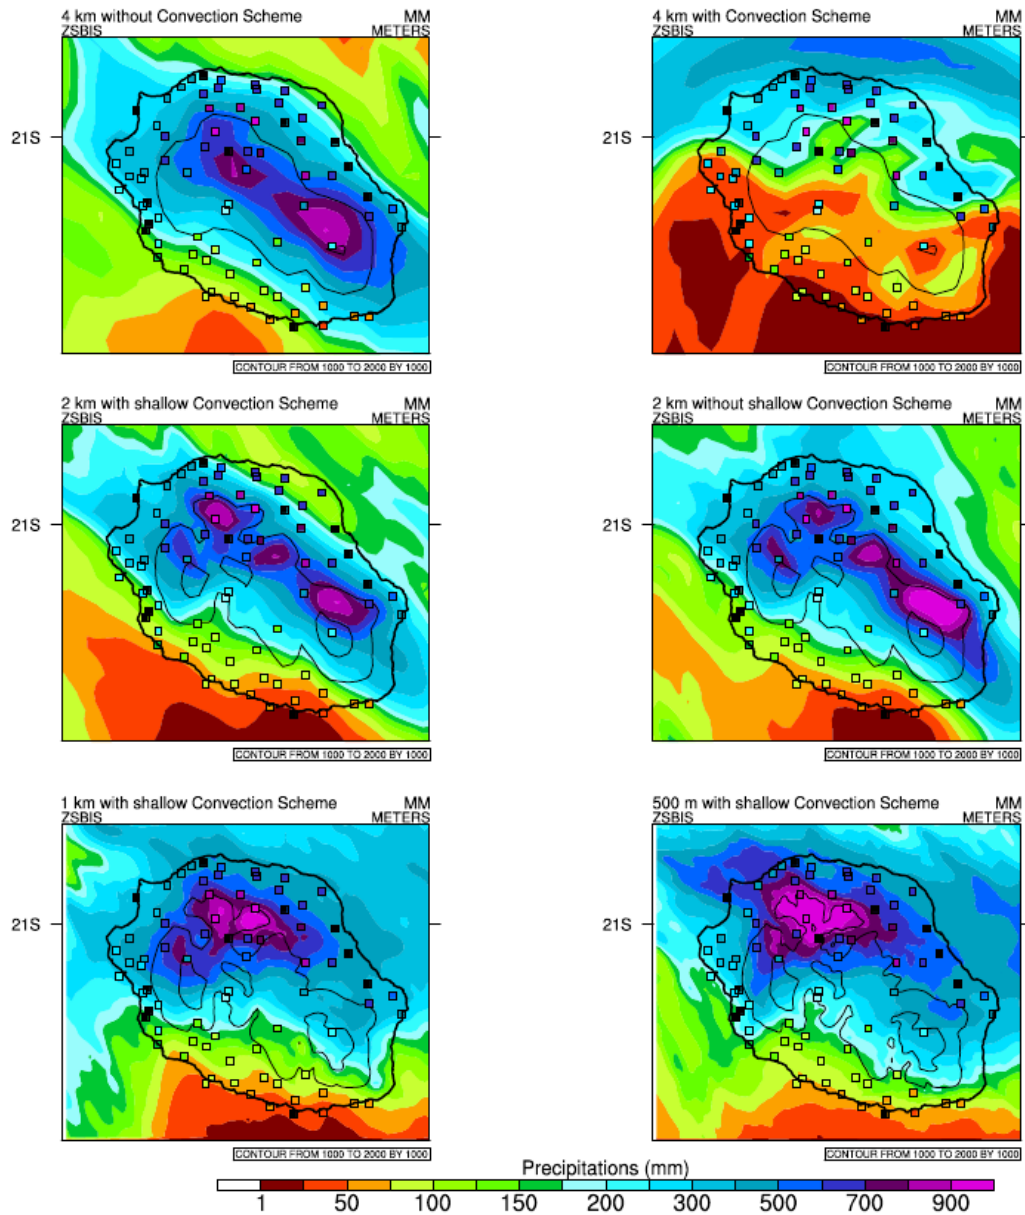 4 km without Convection Scheme MM
ZSBIS METERS
4 km with Convection Scheme MM
ZSBIS METERS
21S
21S
CONTOUR FROM 1000 TO 2000 BY 1000
CONTOUR FROM 1000 TO 2000 BY 1000
2 km with shallow Convection Scheme MM
ZSBIS METERS
2 km without shallow Convection Scheme MM
ZSBIS METERS
21S
21S
CONTOUR FROM 1000 TO 2000 BY 1000
CONTOUR FROM 1000 TO 2000 BY 1000
1 km with shallow Convection Scheme MM
ZSBIS METERS
500 m with shallow Convection Scheme MM
ZSBIS METERS
21S
21S
CONTOUR FROM 1000 TO 2000 BY 1000
CONTOUR FROM 1000 TO 2000 BY 1000
Precipitations (mm)
1 50 100 150 200 300 500 700 900